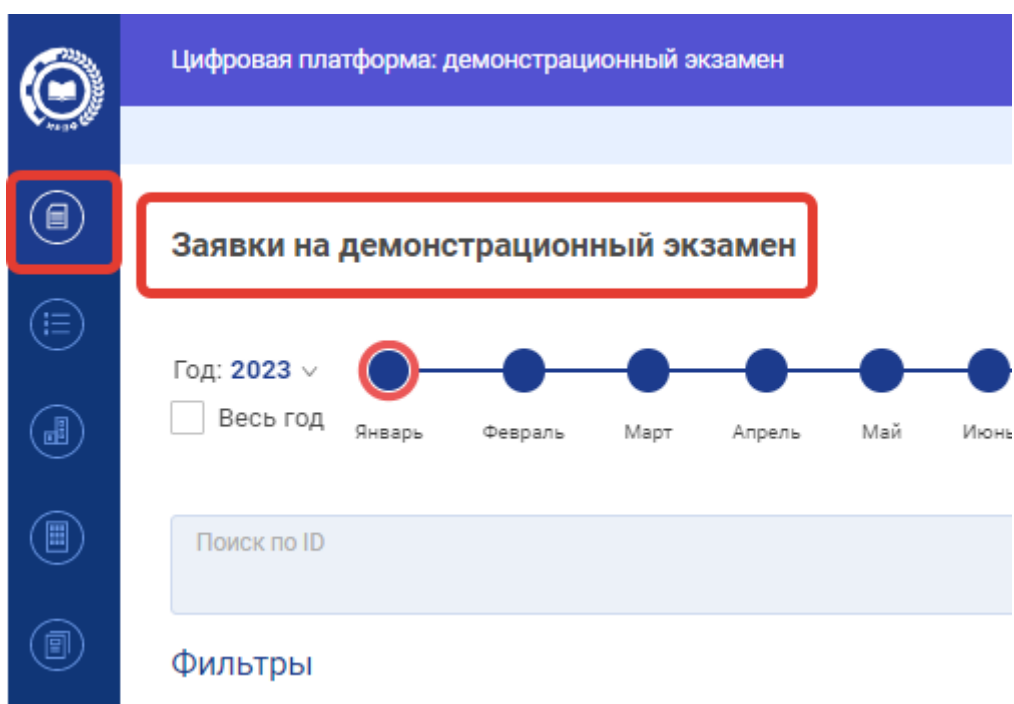 Цифровая платформа: демонстрационный экзамен
Заявки на демонстрационный экзамен
Год: 2023
Весь год
Январь Февраль Март Апрель Май Июнь
Поиск по ID
Фильтры